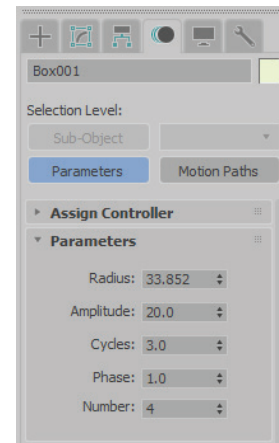 Box001
Selection Level:
Sub-Object
Parameters Motion Paths
Assign Controller
Parameters
Radius: 33.852
Amplitude: 20.0
Cycles: 3.0
Phase: 1.0
Number: 4